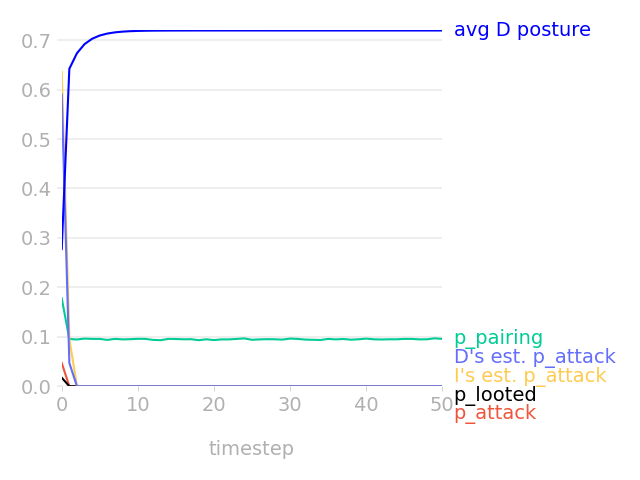 avg D posture
0.7
0.6
0.5
0.4
0.3
0.2
0.1
0.0
p_pairing
D's est. p_attack
I's est. p_attack
p_looted
p_attack
0 10 20 30 40 50
timestep